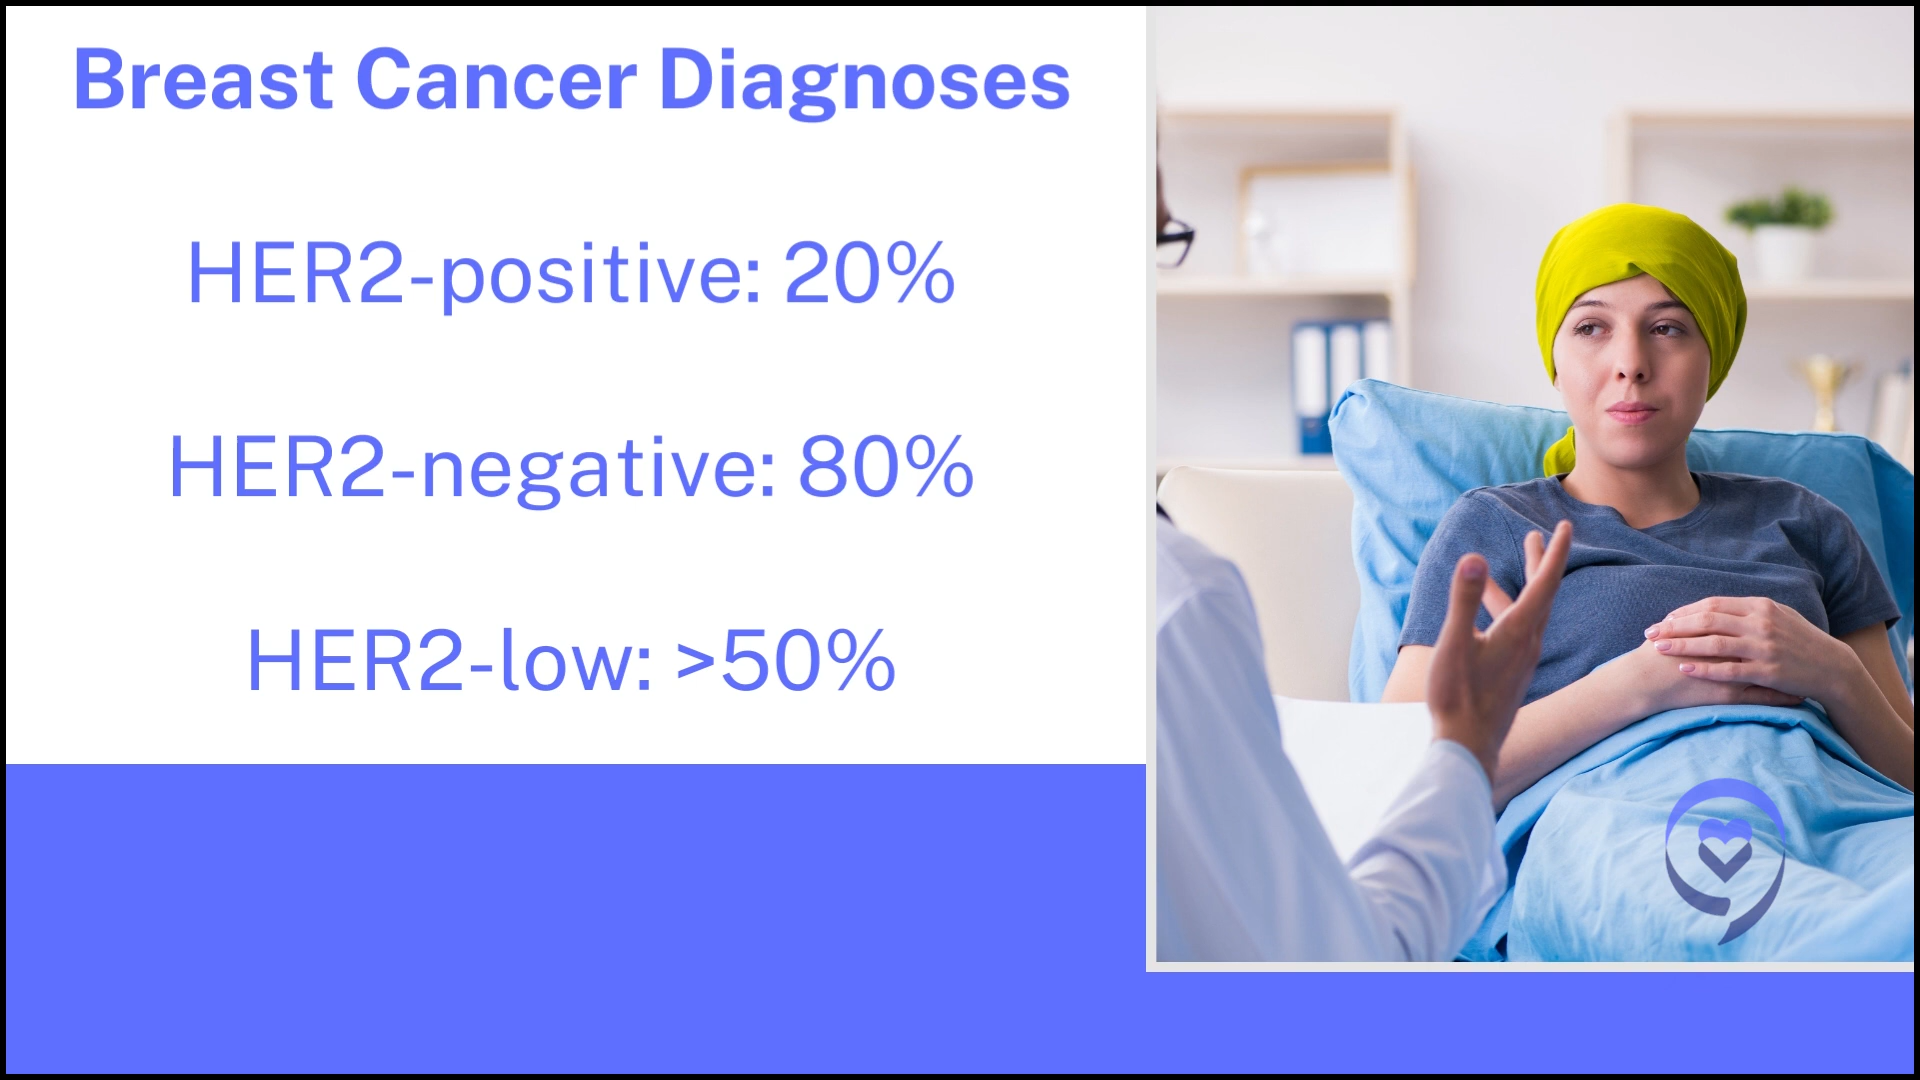 Breast Cancer Diagnoses
HER2-positive: 20%
HER2-negative: 80%
HER2-low: >50%